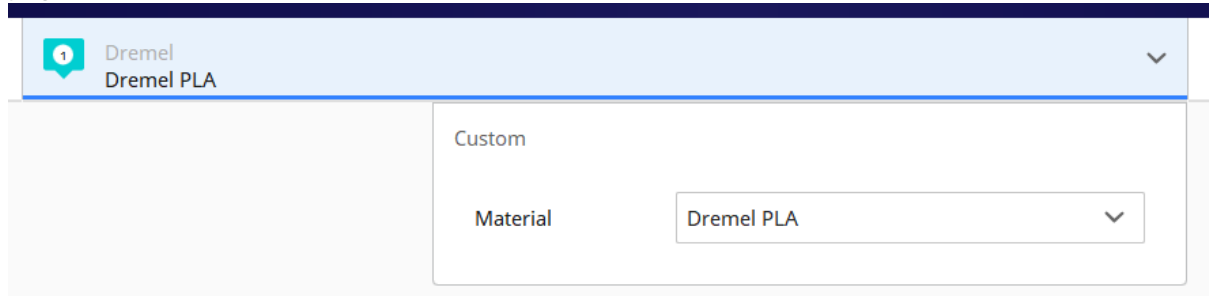 1
Dremel
Dremel PLA
Custom
Material Dremel PLA